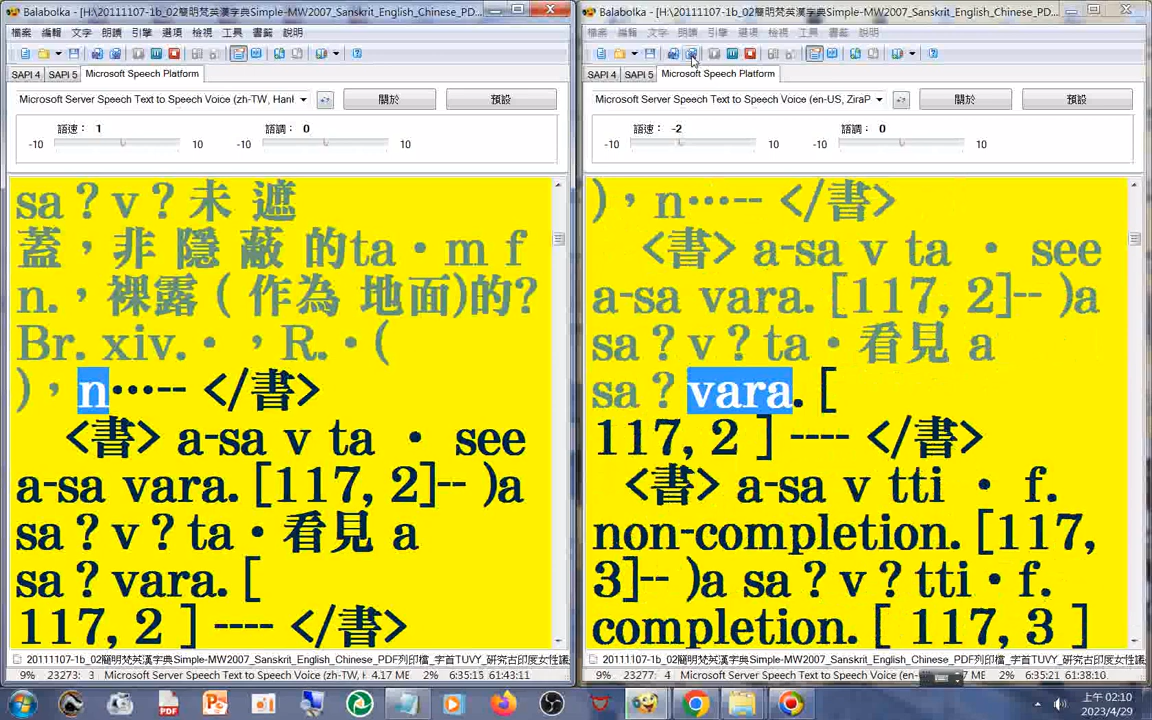 Balabolka - [H:\20111107-1b_02簡明梵英漢字典Simple-MW2007_Sanskrit_English_Chinese_PD...
檔案 編輯 文字 朗讀 引擎 選項 檢視 工具 書籤 說明
SAPI 4 SAPI 5 Microsoft Speech Platform
Microsoft Server Speech Text to Speech Voice (zh-TW, Hanl
關於 預設
語速： 1 語調： 0
-10 10 -10 10
sa？v？未 遮
蓋，非 隱 蔽 的ta•m f
n.，裸露 ( 作為 地面)的?
Br. xiv.•，R.•(
)，n…-- </書>
<書> a-sa v ta • see
a-sa vara. [117, 2]-- )a
sa？v？ta•看見 a
sa？vara. [
117, 2 ] ---- </書>
20111107-1b_02簡明梵英漢字典Simple-MW2007_Sanskrit_English_Chinese_PDF列印檔_字首TUVY_研究古印度女性議
9% 23273: 3 Microsoft Server Speech Text to Speech Voice (zh-TW, H 4.17 ME 2% 6:35:15 61:43:11
Balabolka - [H:\20111107-1b_02簡明梵英漢字典Simple-MW2007_Sanskrit_English_Chinese_PD...
檔案 編輯 文字 朗讀 引擎 選項 檢視 工具 書籤 說明
SAPI 4 SAPI 5 Microsoft Speech Platform
Microsoft Server Speech Text to Speech Voice (en-US, ZiraP
關於 預設
語速： -2 語調： 0
-10 10 -10 10
)，n…-- </書>
<書> a-sa v ta • see
a-sa vara. [117, 2]-- )a
sa？v？ta•看見 a
sa？vara. [
117, 2 ] ---- </書>
<書> a-sa v tti • f.
non-completion. [117,
3]-- )a sa？v？tti•f.
completion. [ 117, 3 ]
20111107-1b_02簡明梵英漢字典Simple-MW2007_Sanskrit_English_Chinese_PDF列印檔_字首TUVY_研究古印度女性議
9% 23277: 4 Microsoft Server Speech Text to Speech Voice (en-U 4.17 ME 2% 6:35:21 61:38:10
上午 02:10
2023/4/29